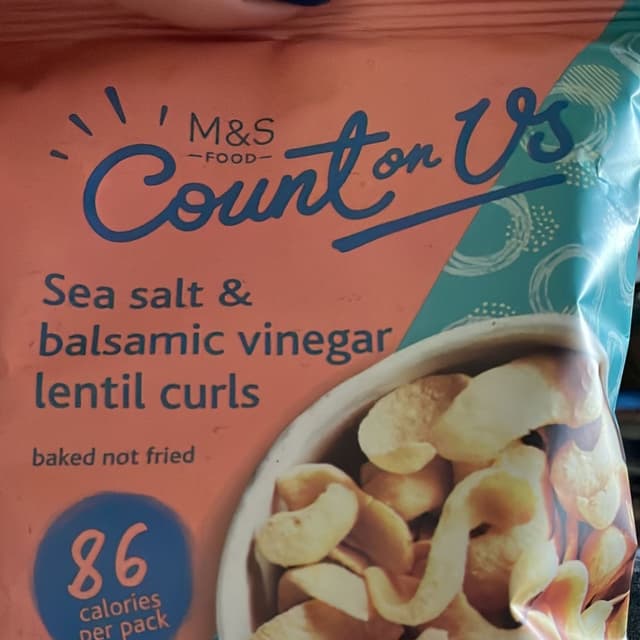 M&S
—FOOD—
Count on Us
Sea salt &
balsamic vinegar
lentil curls
baked not fried
86
calories
per pack